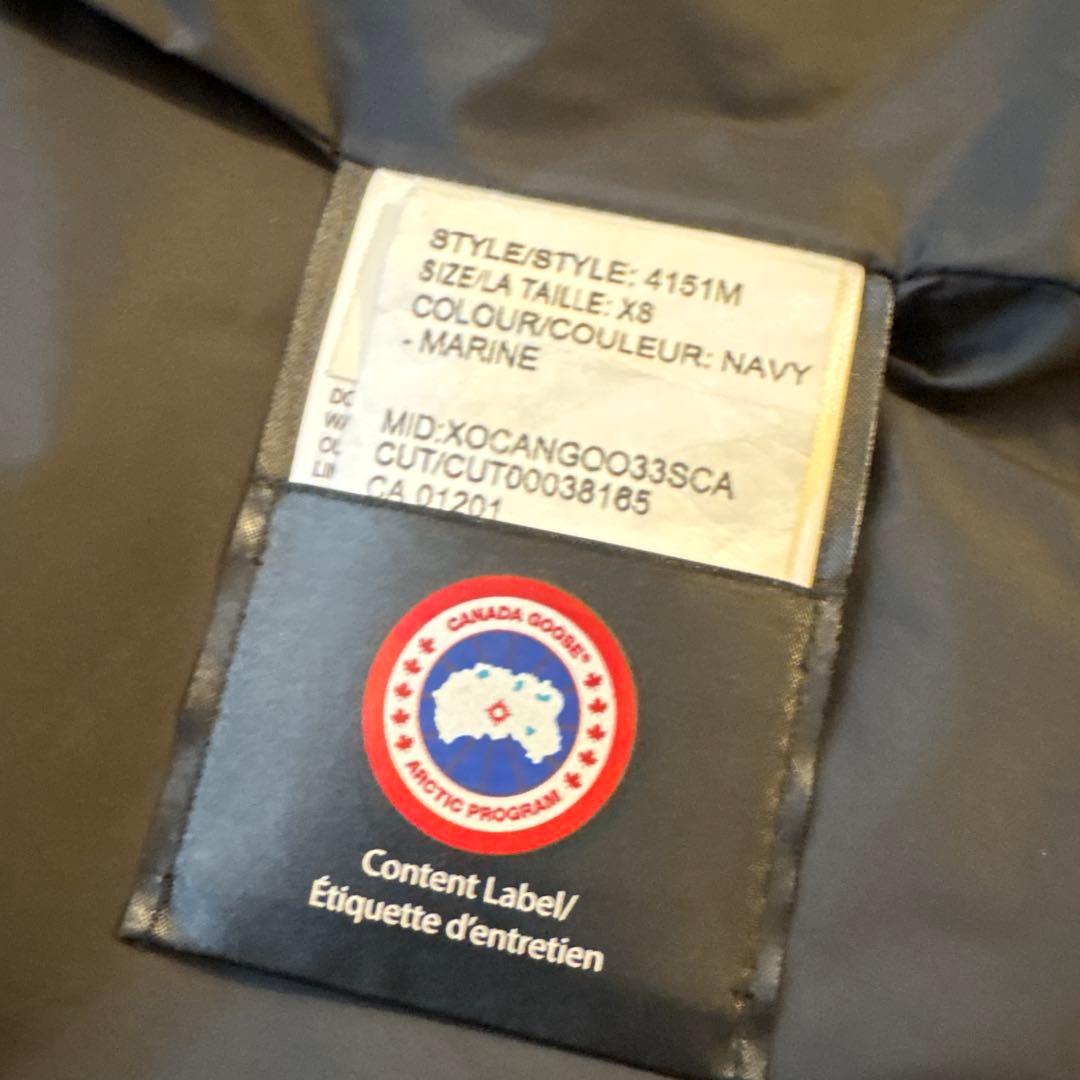 STYLE/STYLE: 4151M
SIZE/LA TAILLE: XS
COLOUR/COULEUR: NAVY
- MARINE
MID:XOCANGOO33SCA
CUT/CUT00038165
CA 01201
CANADA GOOSE®
ARCTIC PROGRAM
Content Label/
Étiquette d'entretien